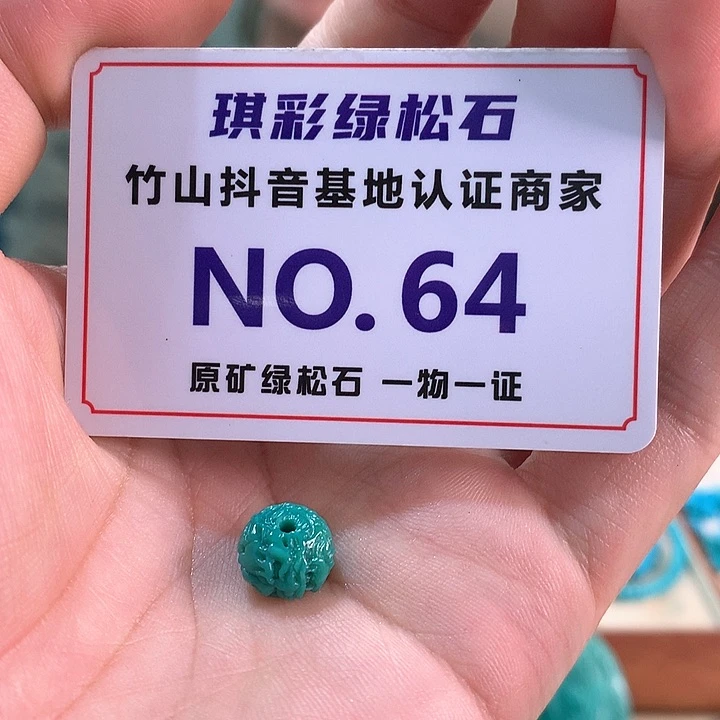 琪彩绿松石
竹山抖音基地认证商家
NO. 64
原矿绿松石 一物一证